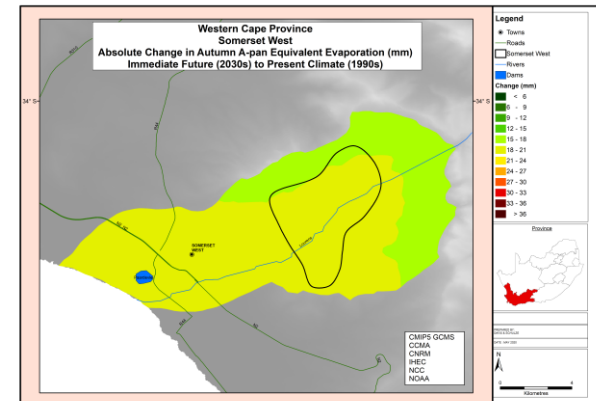 Western Cape Province
Somerset West
Absolute Change in Autumn A-pan Equivalent Evaporation (mm)
Immediate Future (2030s) to Present Climate (1990s)
34° S
34° S
SOMERSET
WEST
CMIP5 GCMS
CCMA
CNRM
IHEC
NCC
NOAA
Legend
Towns
Roads
Somerset West
Rivers
Dams
Change (mm)
< 6
6 - 9
9 - 12
12 - 15
15 - 18
18 - 21
21 - 24
24 - 27
27 - 30
30 - 33
33 - 36
> 36
Province
N
0 4
Kilometres